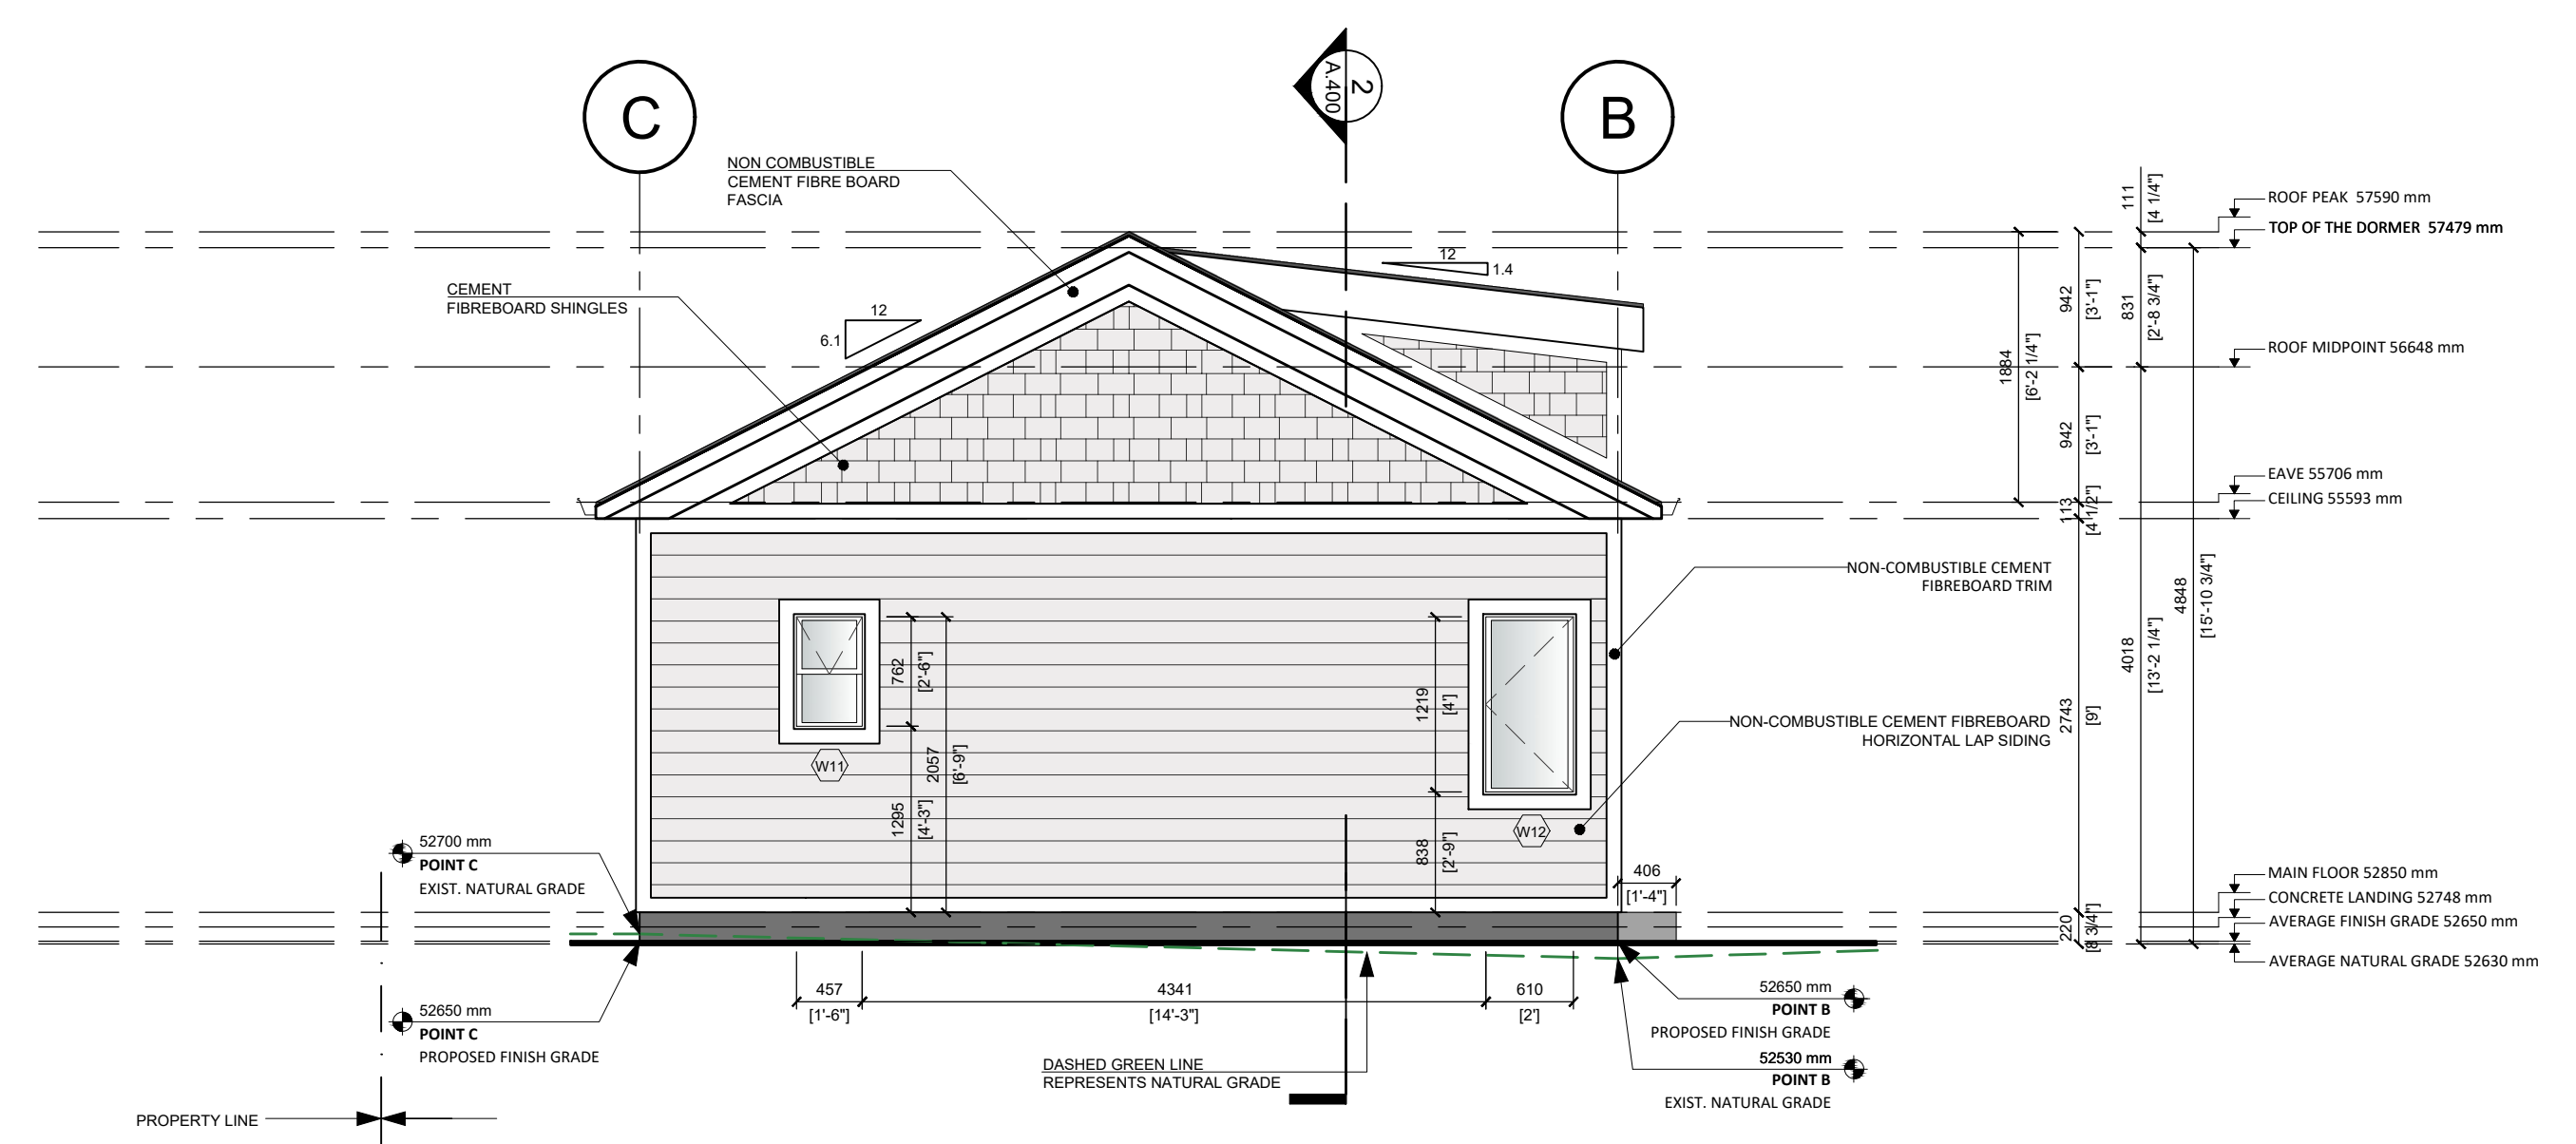 C
2
A.400
B
NON COMBUSTIBLE
CEMENT FIBRE BOARD
FASCIA
CEMENT
FIBREBOARD SHINGLES
12
6.1
12
1.4
111
[4 1/4"]
ROOF PEAK 57590 mm
TOP OF THE DORMER 57479 mm
942
[3'-1"]
831
[2'-8 3/4"]
1884
[6'-2 1/4"]
ROOF MIDPOINT 56648 mm
942
[3'-1"]
EAVE 55706 mm
CEILING 55593 mm
113
[4 1/2"]
NON-COMBUSTIBLE CEMENT
FIBREBOARD TRIM
4848
[15'-10 3/4"]
4018
[13'-2 1/4"]
2743
[9']
NON-COMBUSTIBLE CEMENT FIBREBOARD
HORIZONTAL LAP SIDING
762
[2'-6"]
2057
[6'-9"]
1295
[4'-3"]
W11
1219
[4']
838
[2'-9"]
W12
406
[1'-4"]
52700 mm
POINT C
EXIST. NATURAL GRADE
MAIN FLOOR 52850 mm
CONCRETE LANDING 52748 mm
AVERAGE FINISH GRADE 52650 mm
AVERAGE NATURAL GRADE 52630 mm
220
[8 3/4"]
457
[1'-6"]
4341
[14'-3"]
610
[2']
52650 mm
POINT C
PROPOSED FINISH GRADE
52650 mm
POINT B
PROPOSED FINISH GRADE
52530 mm
POINT B
EXIST. NATURAL GRADE
DASHED GREEN LINE
REPRESENTS NATURAL GRADE
PROPERTY LINE